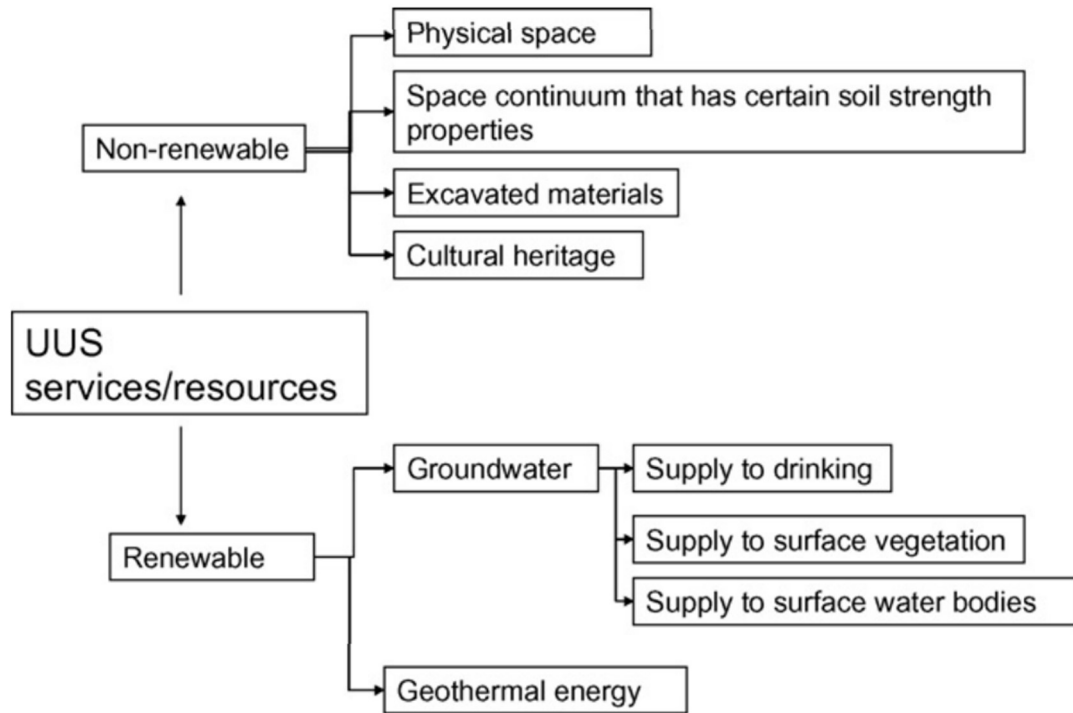 Physical space
Space continuum that has certain soil strength
properties
Non-renewable
Excavated materials
Cultural heritage
UUS
services/resources
Groundwater
Supply to drinking
Supply to surface vegetation
Renewable
Supply to surface water bodies
Geothermal energy